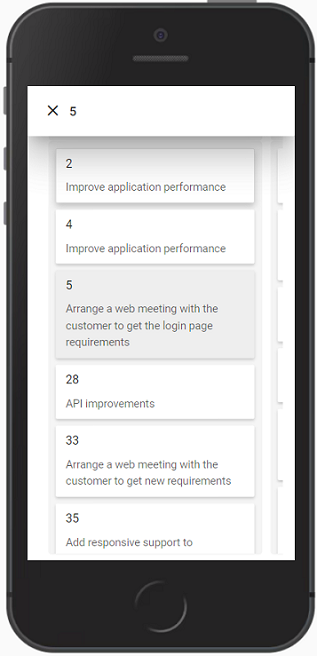 5
2
Improve application performance
4
Improve application performance
5
Arrange a web meeting with the
customer to get the login page
requirements
28
API improvements
33
Arrange a web meeting with the
customer to get new requirements
35
Add responsive support to